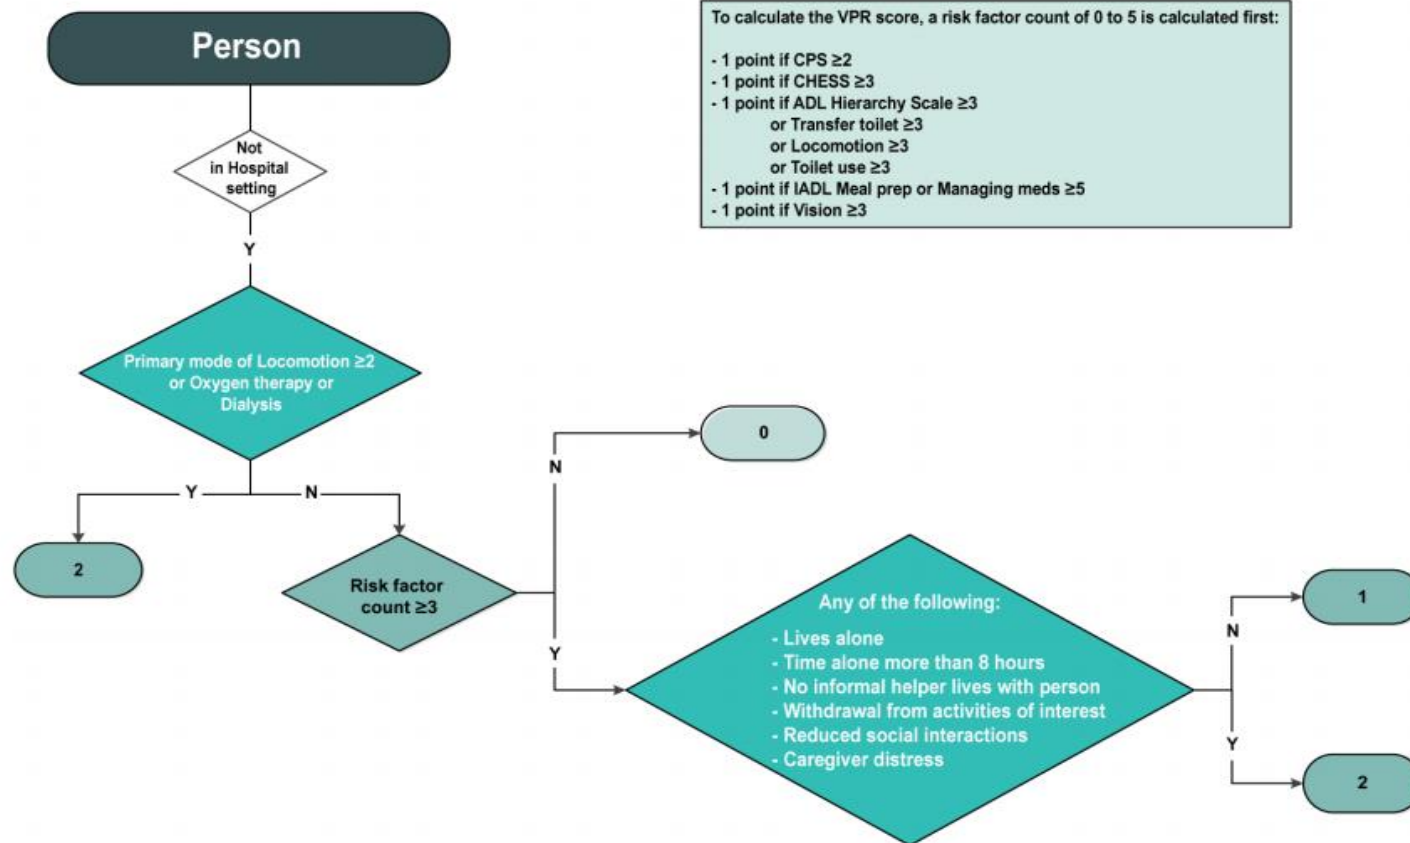 Person
To calculate the VPR score, a risk factor count of 0 to 5 is calculated first:
- 1 point if CPS ≥2
- 1 point if CHESS ≥3
- 1 point if ADL Hierarchy Scale ≥3
or Transfer toilet ≥3
or Locomotion ≥3
or Toilet use ≥3
- 1 point if IADL Meal prep or Managing meds ≥5
- 1 point if Vision ≥3
Not
in Hospital
setting
Y
Primary mode of Locomotion ≥2
or Oxygen therapy or
Dialysis
Y
N
2
Risk factor
count ≥3
N
0
Y
Any of the following:
- Lives alone
- Time alone more than 8 hours
- No informal helper lives with person
- Withdrawal from activities of interest
- Reduced social interactions
- Caregiver distress
N
1
Y
2